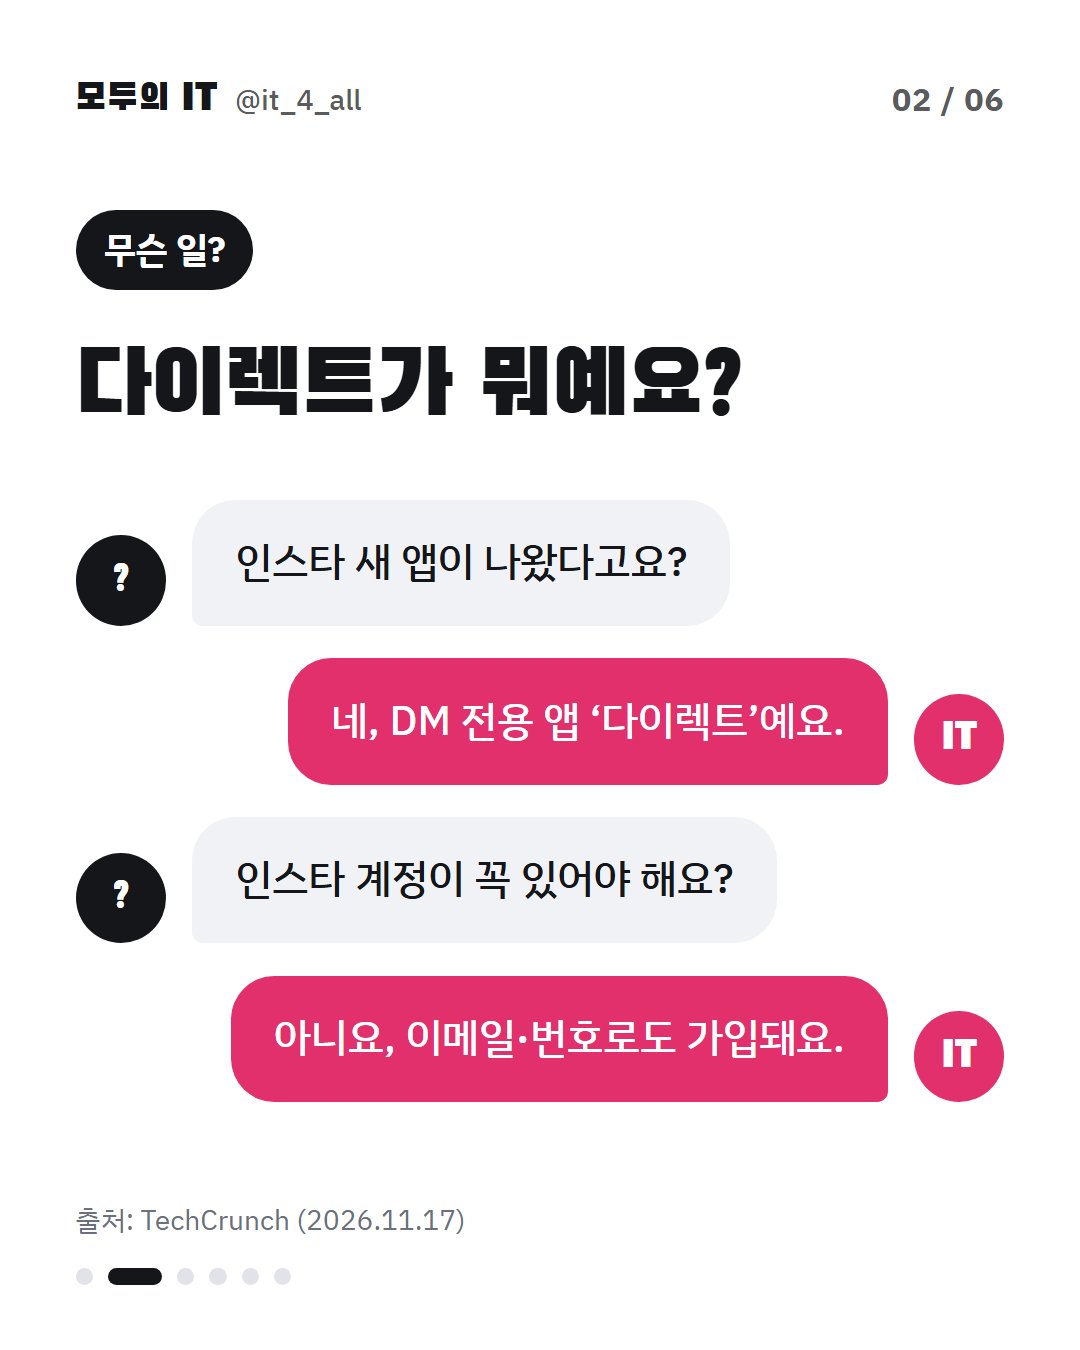 모두의 IT @it_4_all 02 / 06
무슨 일?
다이렉트가 뭐예요?
? 인스타 새 앱이 나왔다고요?
네, DM 전용 앱 ‘다이렉트’예요. IT
? 인스타 계정이 꼭 있어야 해요?
아니요, 이메일·번호로도 가입돼요. IT
출처: TechCrunch (2026.11.17)